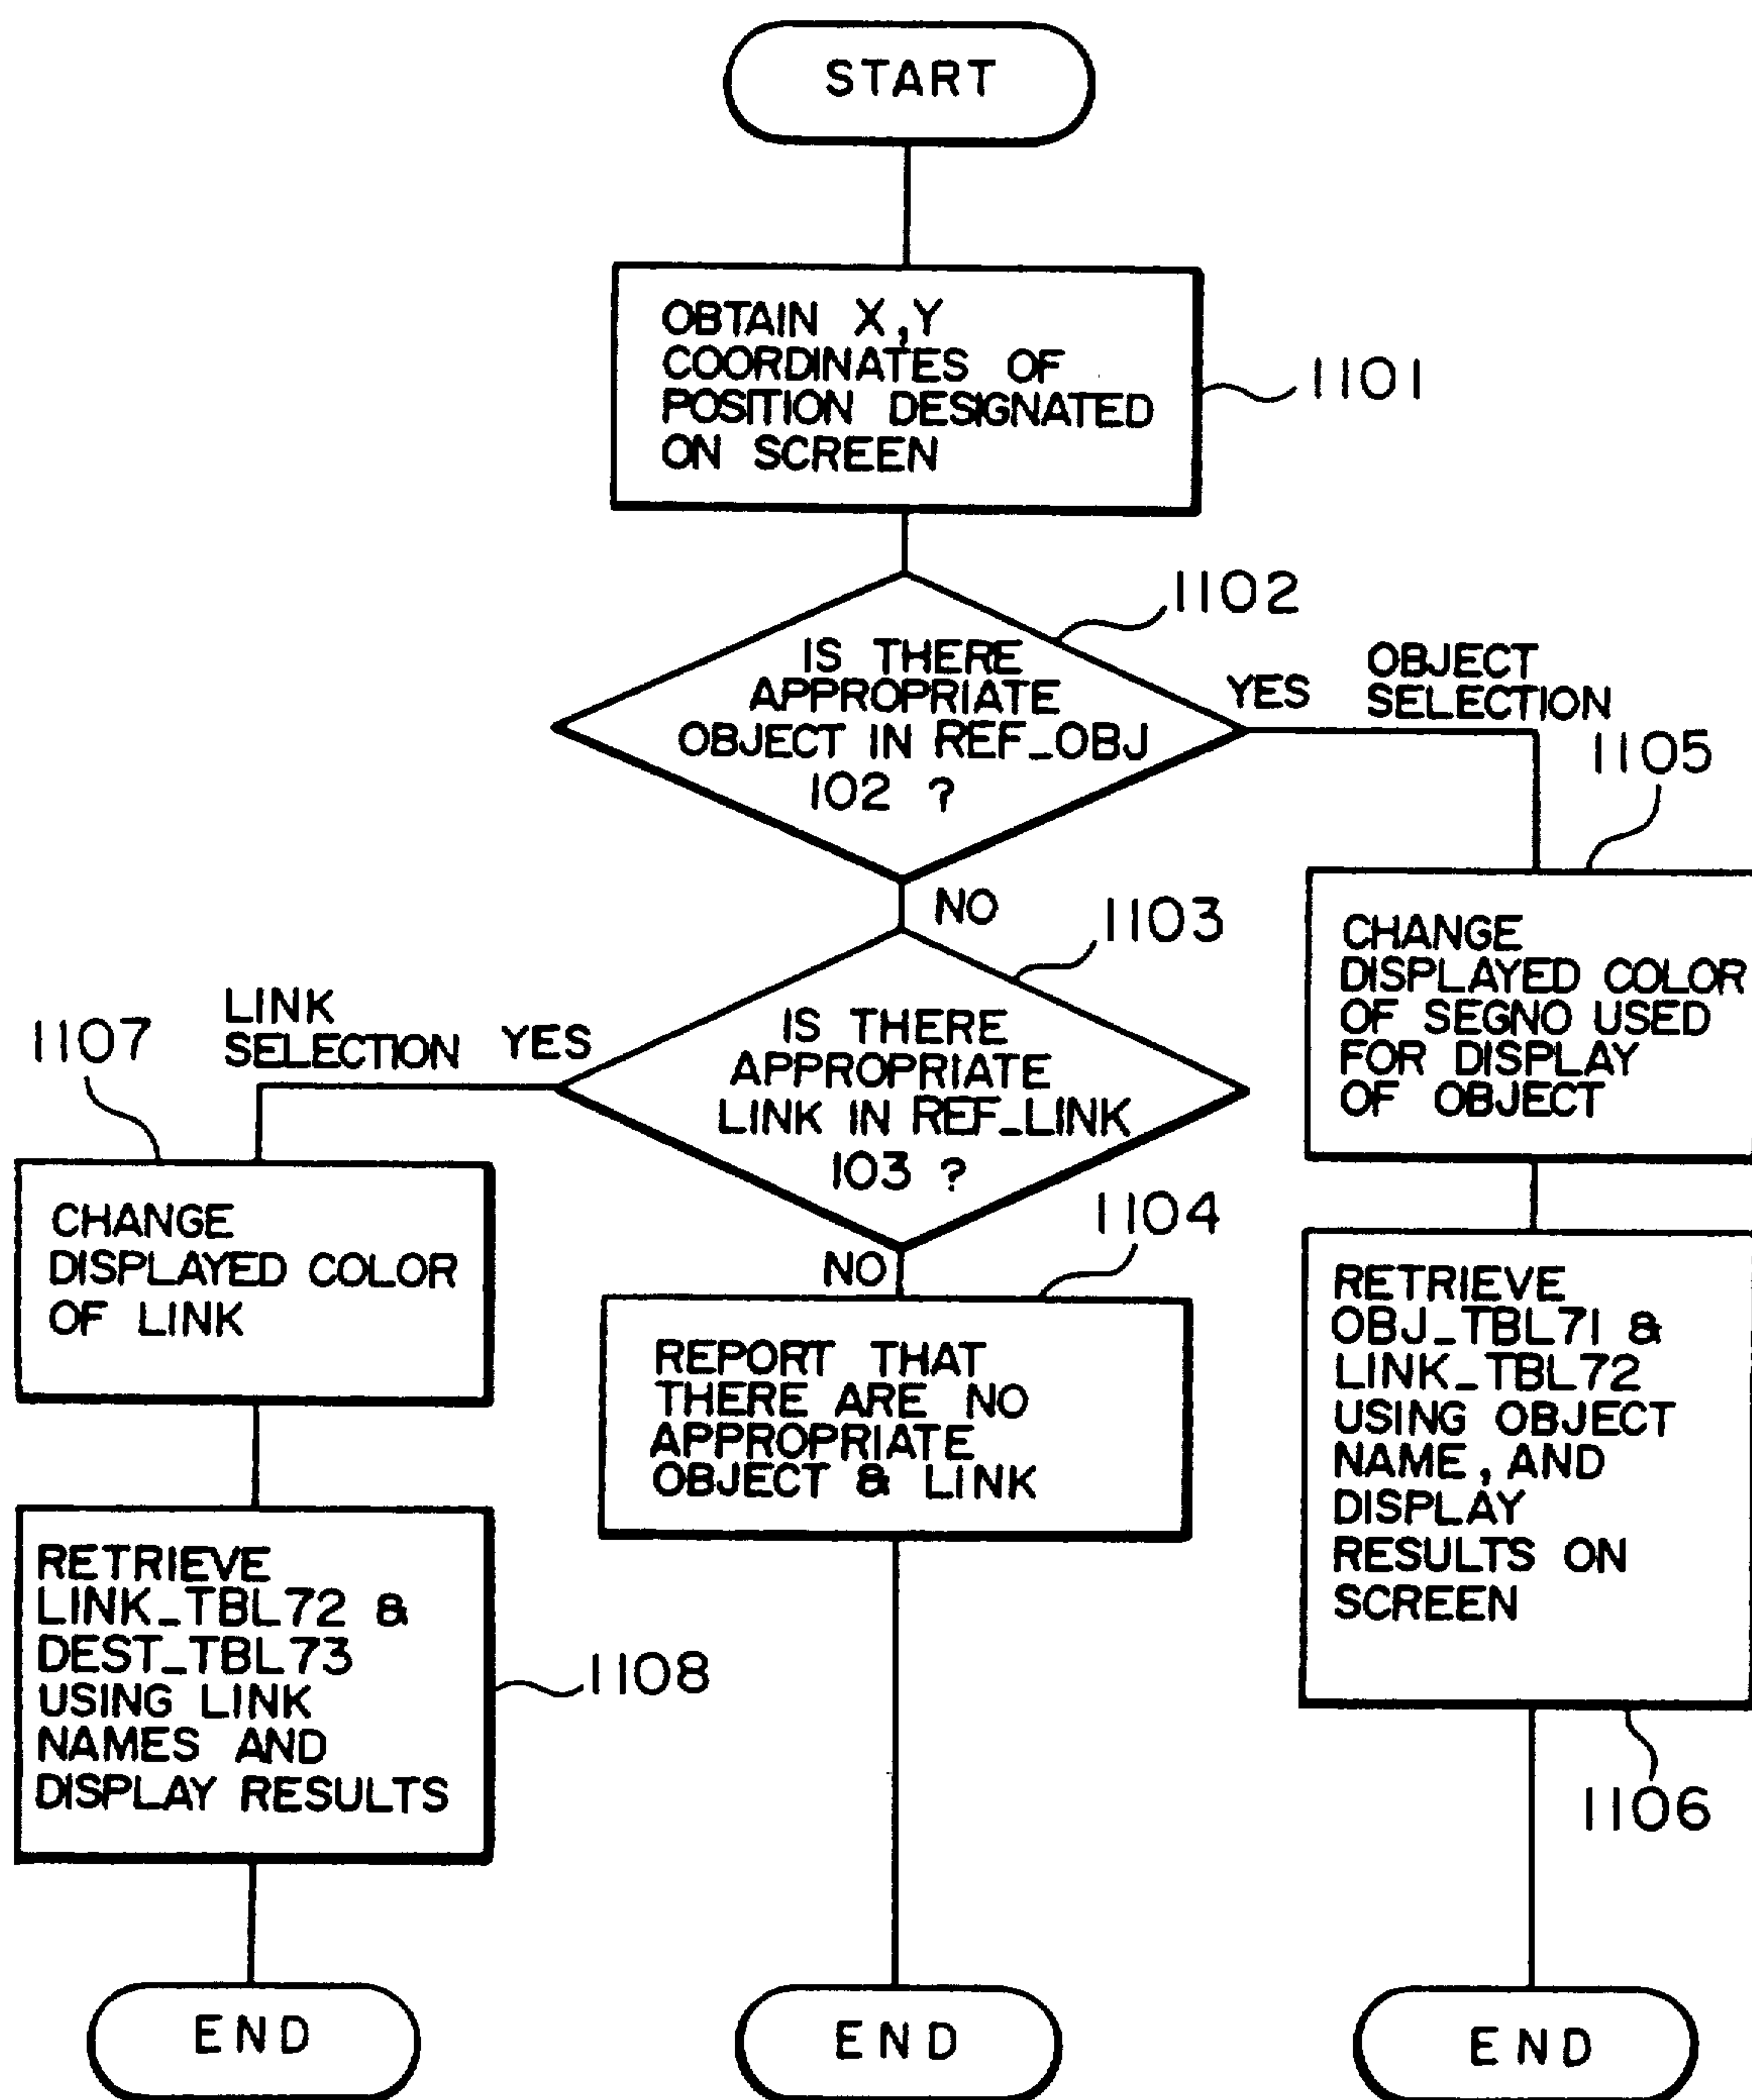 START
OBTAIN X,Y
COORDINATES OF
POSITION DESIGNATED
ON SCREEN
1101
1102
IS THERE
APPROPRIATE
OBJECT IN REF_OBJ
102 ?
YES
OBJECT
SELECTION
1105
NO
CHANGE
DISPLAYED COLOR
OF SEGNO USED
FOR DISPLAY
OF OBJECT
1103
IS THERE
APPROPRIATE
LINK IN REF_LINK
103 ?
YES
LINK
SELECTION
1107
NO
1104
CHANGE
DISPLAYED COLOR
OF LINK
REPORT THAT
THERE ARE NO
APPROPRIATE
OBJECT & LINK
RETRIEVE
OBJ_TBL71 &
LINK_TBL72
USING OBJECT
NAME, AND
DISPLAY
RESULTS ON
SCREEN
1106
RETRIEVE
LINK_TBL72 &
DEST_TBL73
USING LINK
NAMES AND
DISPLAY RESULTS
1108
END
END
END